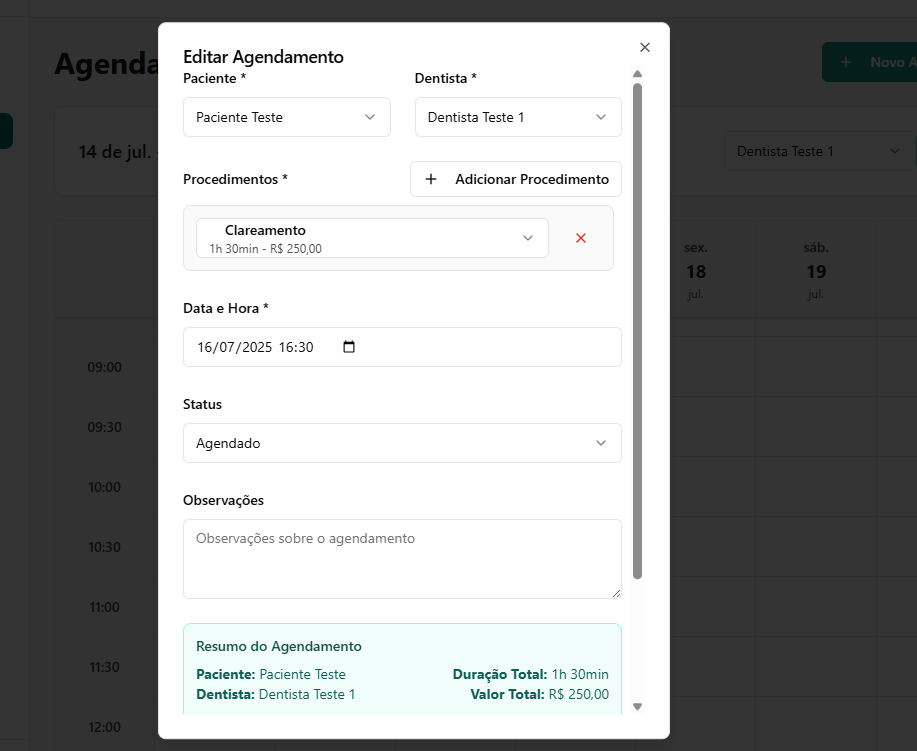 Agenda
Novo A
14 de jul.
Dentista Teste 1
Editar Agendamento
Paciente *
Dentista *
Paciente Teste
Dentista Teste 1
Procedimentos *
+ Adicionar Procedimento
Clareamento
1h 30min - R$ 250,00
Data e Hora *
16/07/2025 16:30
Status
Agendado
Observações
Observações sobre o agendamento
Resumo do Agendamento
Paciente: Paciente Teste
Duração Total: 1h 30min
Dentista: Dentista Teste 1
Valor Total: R$ 250,00
sex.
18
jul.
sáb.
19
jul.
09:00
09:30
10:00
10:30
11:00
11:30
12:00